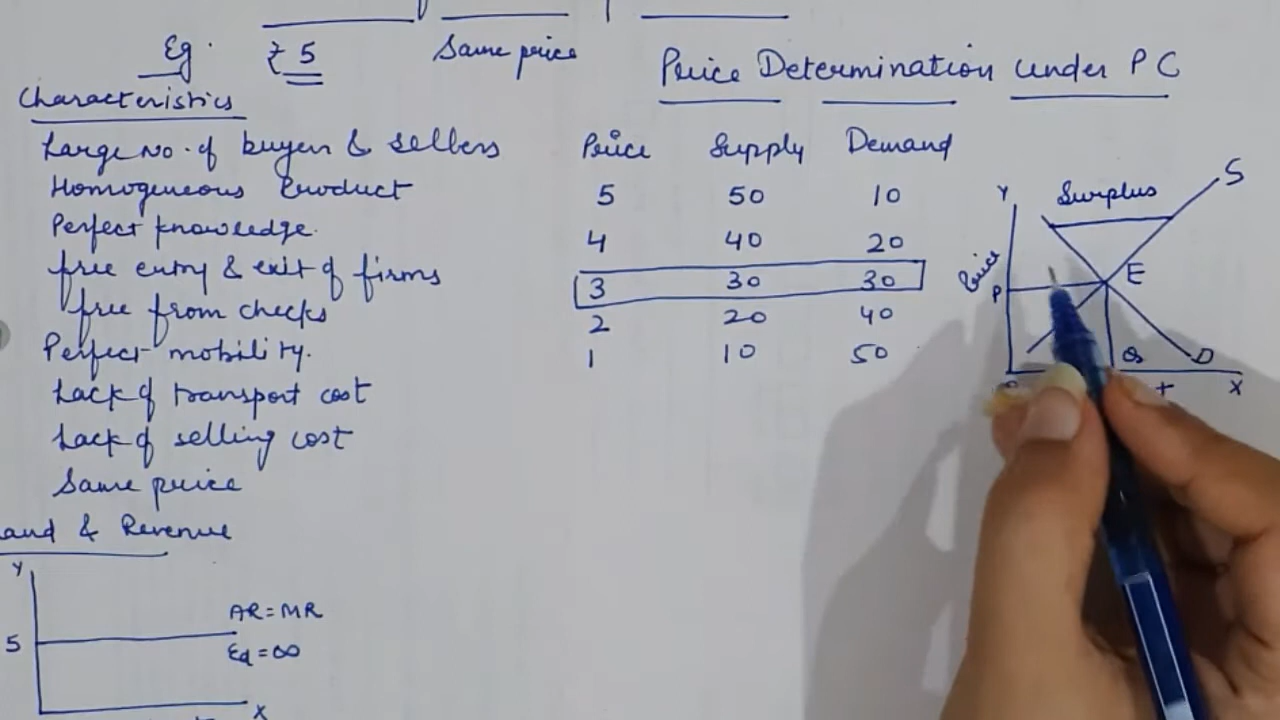 Eg. ₹ 5 Same price
Price Determination under PC
Characteristics
Large No. of buyers & sellers
Homogeneous Product
Perfect knowledge.
free entry & exit of firms
free from checks
Perfect mobility.
Lack of transport cost
Lack of selling cost
Same price
Price Supply Demand
5 50 10
4 40 20
3 30 30
2 20 40
1 10 50
Y Surplus S
Price
P E
D
X
& Revenue
Y
AR = MR
5
Ed = ∞
X